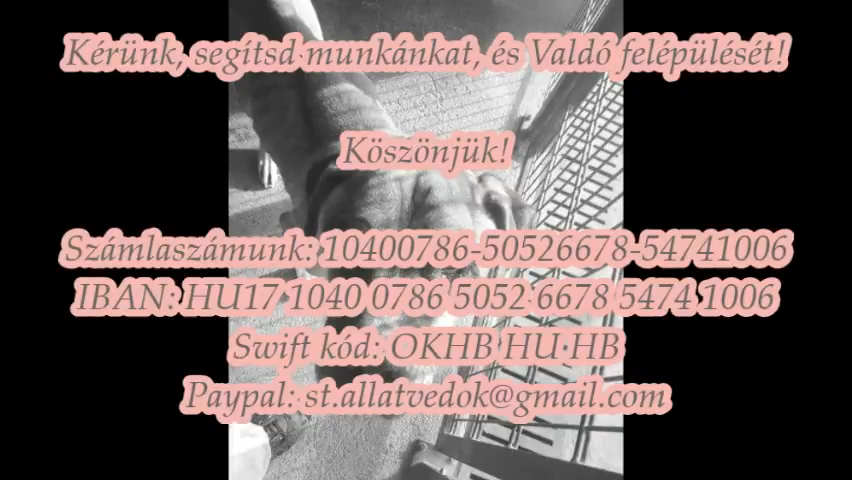 Kérünk, segítsd munkánkat, és Valdó felépülését!
Köszönjük!
Számlaszámunk: 10400786-50526678-54741006
IBAN: HU17 1040 0786 5052 6678 5474 1006
Swift kód: OKHB HU HB
Paypal: st.allatvedok@gmail.com